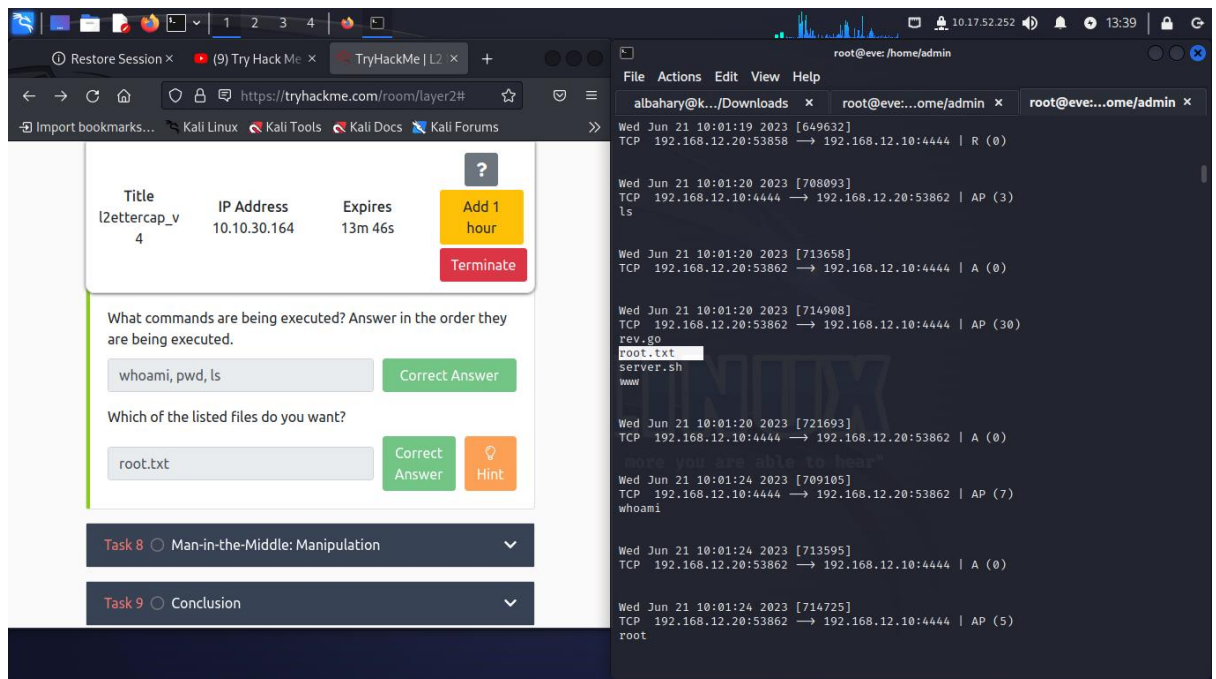 1 2 3 4
10.17.52.252
13:39
Restore Session ×
(9) Try Hack Me ×
TryHackMe | L2 ×
+
https://tryhackme.com/room/layer2#
Import bookmarks...
Kali Linux
Kali Tools
Kali Docs
Kali Forums
»
?
Title
l2ettercap_v
4
IP Address
10.10.30.164
Expires
13m 46s
Add 1
hour
Terminate
What commands are being executed? Answer in the order they
are being executed.
whoami, pwd, ls
Correct Answer
Which of the listed files do you want?
root.txt
Correct
Answer
Hint
Task 8 Man-in-the-Middle: Manipulation
Task 9 Conclusion
root@eve: /home/admin
File Actions Edit View Help
albahary@k.../Downloads ×
root@eve:...ome/admin ×
root@eve:...ome/admin ×
Wed Jun 21 10:01:19 2023 [649632]
TCP 192.168.12.20:53858 → 192.168.12.10:4444 | R (0)
Wed Jun 21 10:01:20 2023 [708093]
TCP 192.168.12.10:4444 → 192.168.12.20:53862 | AP (3)
ls
Wed Jun 21 10:01:20 2023 [713658]
TCP 192.168.12.20:53862 → 192.168.12.10:4444 | A (0)
Wed Jun 21 10:01:20 2023 [714908]
TCP 192.168.12.20:53862 → 192.168.12.10:4444 | AP (30)
rev.go
root.txt
server.sh
www
Wed Jun 21 10:01:20 2023 [721693]
TCP 192.168.12.10:4444 → 192.168.12.20:53862 | A (0)
more you are able to hear"
Wed Jun 21 10:01:24 2023 [709105]
TCP 192.168.12.10:4444 → 192.168.12.20:53862 | AP (7)
whoami
Wed Jun 21 10:01:24 2023 [713595]
TCP 192.168.12.20:53862 → 192.168.12.10:4444 | A (0)
Wed Jun 21 10:01:24 2023 [714725]
TCP 192.168.12.20:53862 → 192.168.12.10:4444 | AP (5)
root